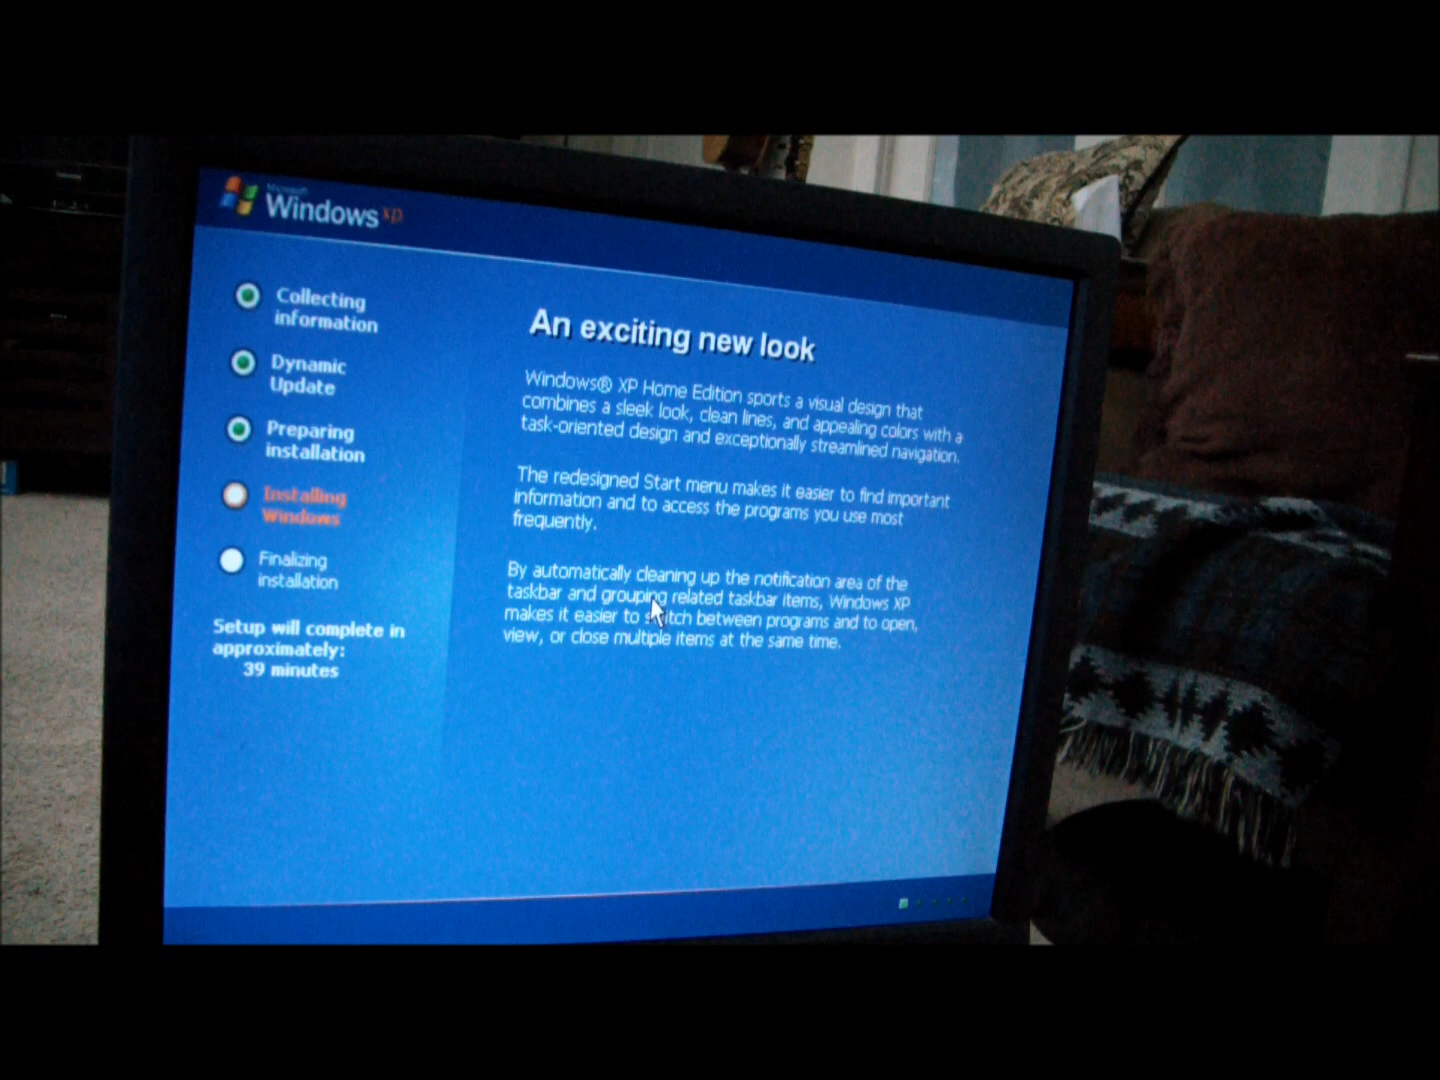 Microsoft
Windows xp
Collecting
information
Dynamic
Update
Preparing
installation
Installing
Windows
Finalizing
installation
Setup will complete in
approximately:
39 minutes
An exciting new look
Windows® XP Home Edition sports a visual design that
combines a sleek look, clean lines, and appealing colors with a
task-oriented design and exceptionally streamlined navigation.
The redesigned Start menu makes it easier to find important
information and to access the programs you use most
frequently.
By automatically cleaning up the notification area of the
taskbar and grouping related taskbar items, Windows XP
makes it easier to switch between programs and to open,
view, or close multiple items at the same time.